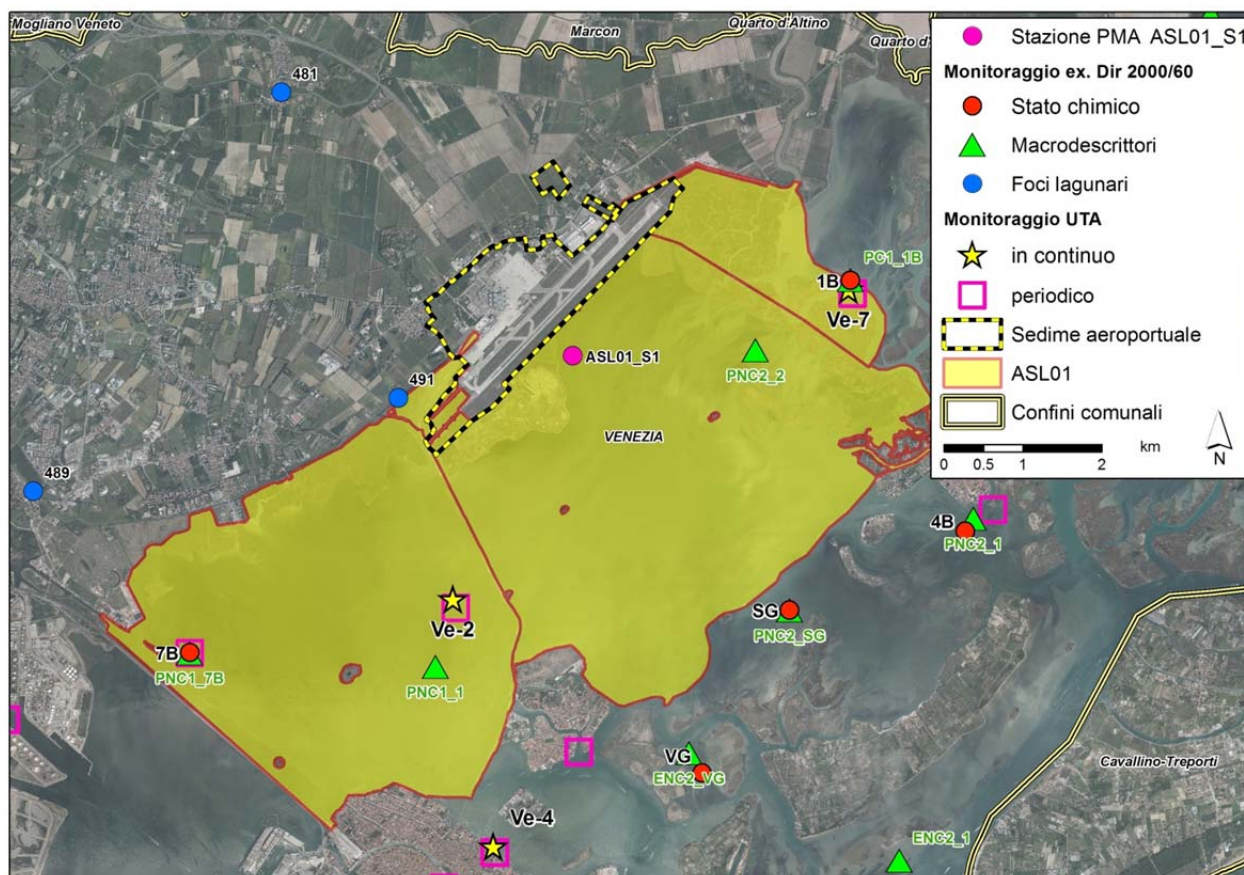 Mogliano Veneto
Marcon
Quarto d'Altino
Quarto d'
481
PC1_1B
1B
Ve-7
ASL01_S1
PNC2_2
491
VENEZIA
489
4B
PNC2_1
Ve-2
SG
PNC2_SG
7B
PNC1_7B
PNC1_1
VG
ENC2_VG
Cavallino-Treporti
Ve-4
ENC2_1
Stazione PMA ASL01_S1
Monitoraggio ex. Dir 2000/60
Stato chimico
Macrodescrittori
Foci lagunari
Monitoraggio UTA
in continuo
periodico
Sedime aeroportuale
ASL01
Confini comunali
km
0 0.5 1 2
N